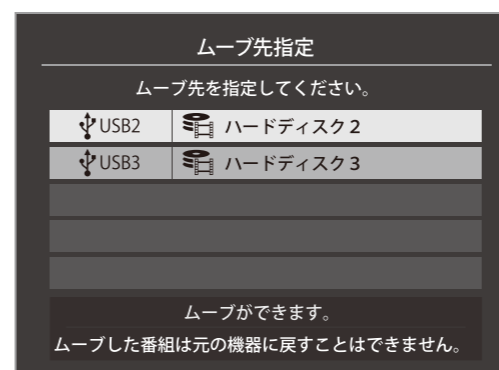 ムーブ先指定
ムーブ先を指定してください。
USB2 ハードディスク2
USB3 ハードディスク3
ムーブができます。
ムーブした番組は元の機器に戻すことはできません。